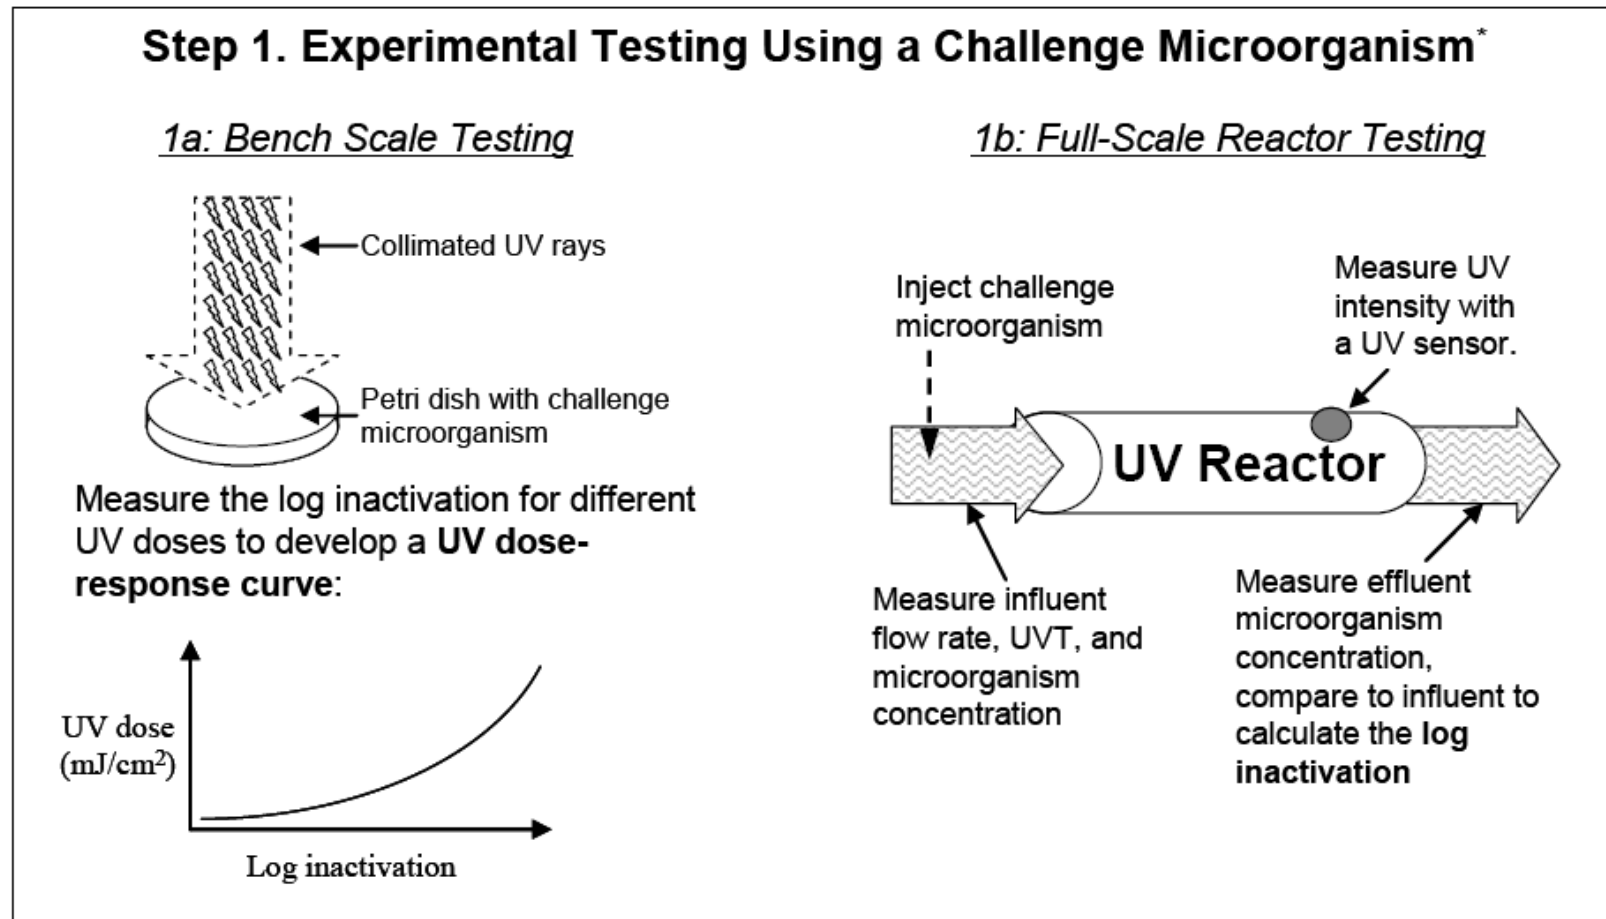 Step 1. Experimental Testing Using a Challenge Microorganism*
1a: Bench Scale Testing
Collimated UV rays
Petri dish with challenge
microorganism
Measure the log inactivation for different
UV doses to develop a UV dose-
response curve:
UV dose
(mJ/cm²)
Log inactivation
1b: Full-Scale Reactor Testing
Inject challenge
microorganism
Measure UV
intensity with
a UV sensor.
UV Reactor
Measure influent
flow rate, UVT, and
microorganism
concentration
Measure effluent
microorganism
concentration,
compare to influent to
calculate the log
inactivation